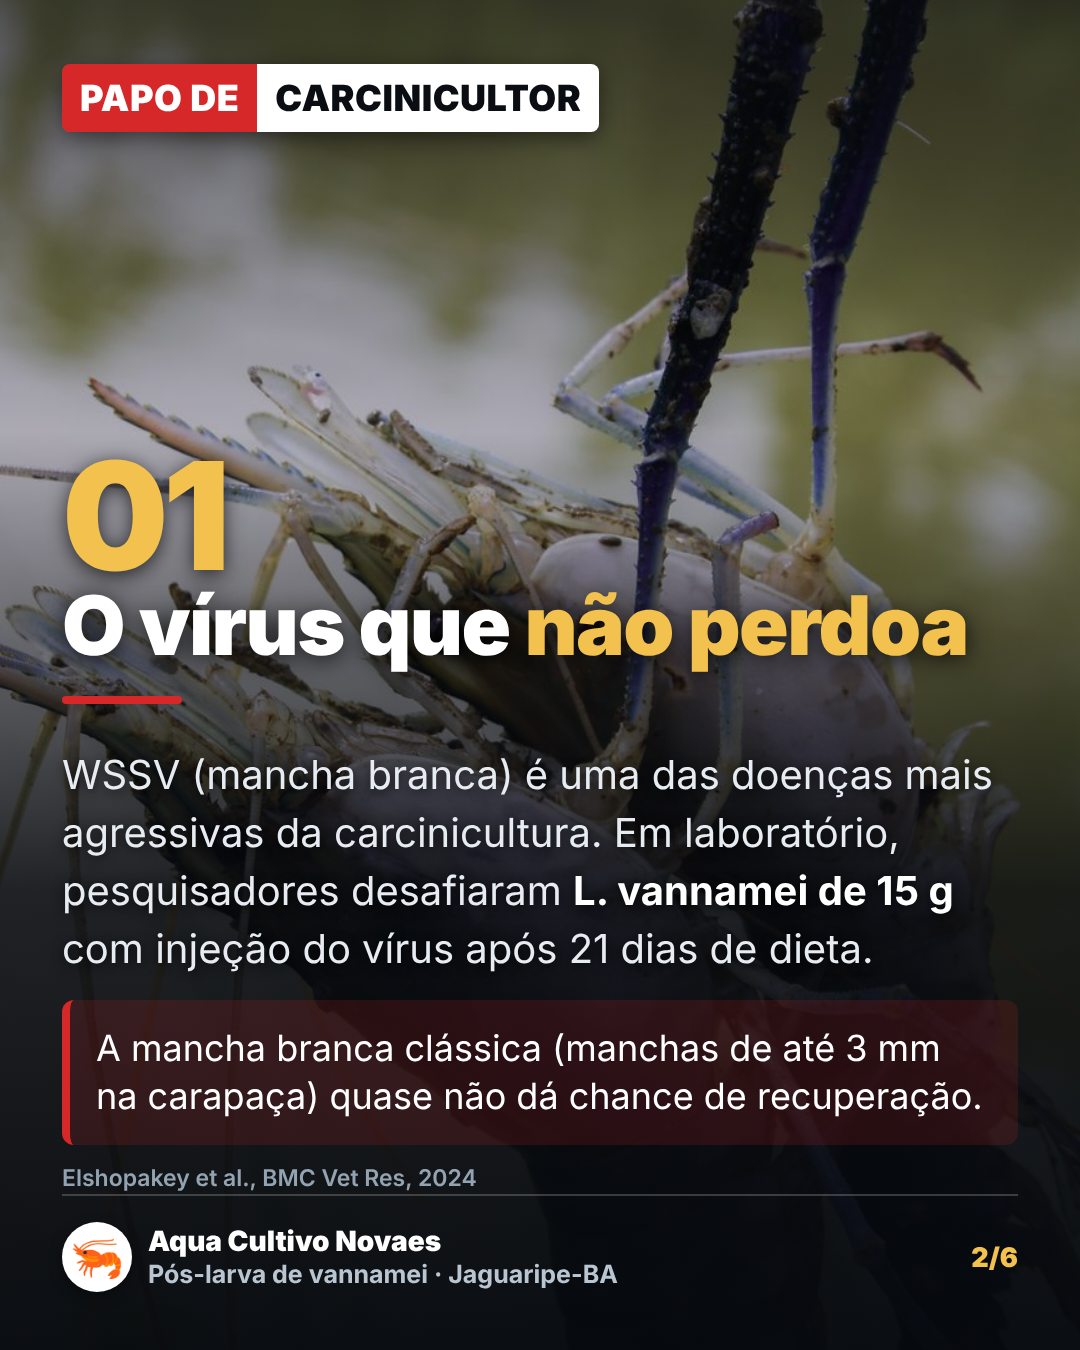 PAPO DE CARCINICULTOR
01
O vírus que não perdoa
WSSV (mancha branca) é uma das doenças mais
agressivas da carcinicultura. Em laboratório,
pesquisadores desafiaram L. vannamei de 15 g
com injeção do vírus após 21 dias de dieta.
A mancha branca clássica (manchas de até 3 mm
na carapaça) quase não dá chance de recuperação.
Elshopakey et al., BMC Vet Res, 2024
Aqua Cultivo Novaes
Pós-larva de vannamei · Jaguaripe-BA
2/6